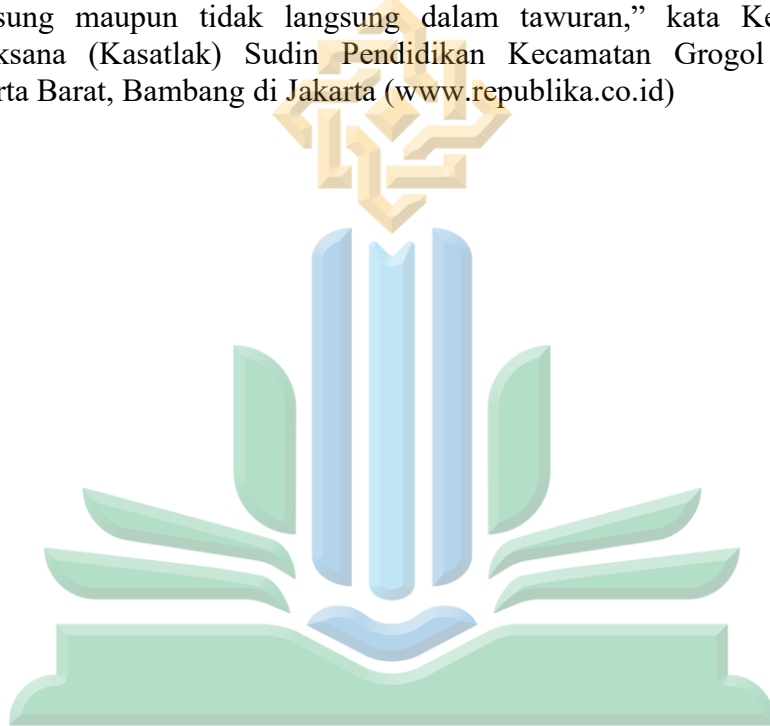 sung maupun tidak langsung dalam tawuran,” kata Ke
ksana (Kasatlak) Sudin Pendidikan Kecamatan Grogol
rta Barat, Bambang di Jakarta (www.republika.co.id)